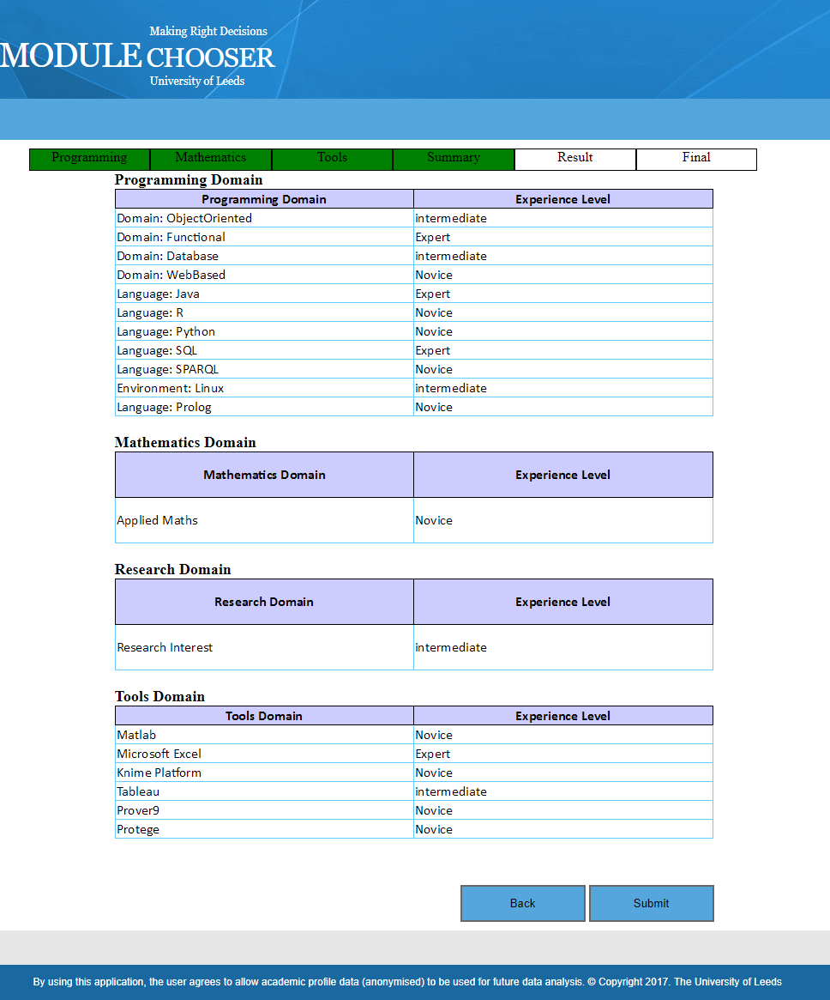 Making Right Decisions
MODULE CHOOSER
University of Leeds
Programming Mathematics Tools Summary Result Final
Programming Domain
Programming Domain Experience Level
Domain: ObjectOriented intermediate
Domain: Functional Expert
Domain: Database intermediate
Domain: WebBased Novice
Language: Java Expert
Language: R Novice
Language: Python Novice
Language: SQL Expert
Language: SPARQL Novice
Environment: Linux intermediate
Language: Prolog Novice
Mathematics Domain
Mathematics Domain Experience Level
Applied Maths Novice
Research Domain
Research Domain Experience Level
Research Interest intermediate
Tools Domain
Tools Domain Experience Level
Matlab Novice
Microsoft Excel Expert
Knime Platform Novice
Tableau intermediate
Prover9 Novice
Protege Novice
Back Submit
By using this application, the user agrees to allow academic profile data (anonymised) to be used for future data analysis. © Copyright 2017. The University of Leeds